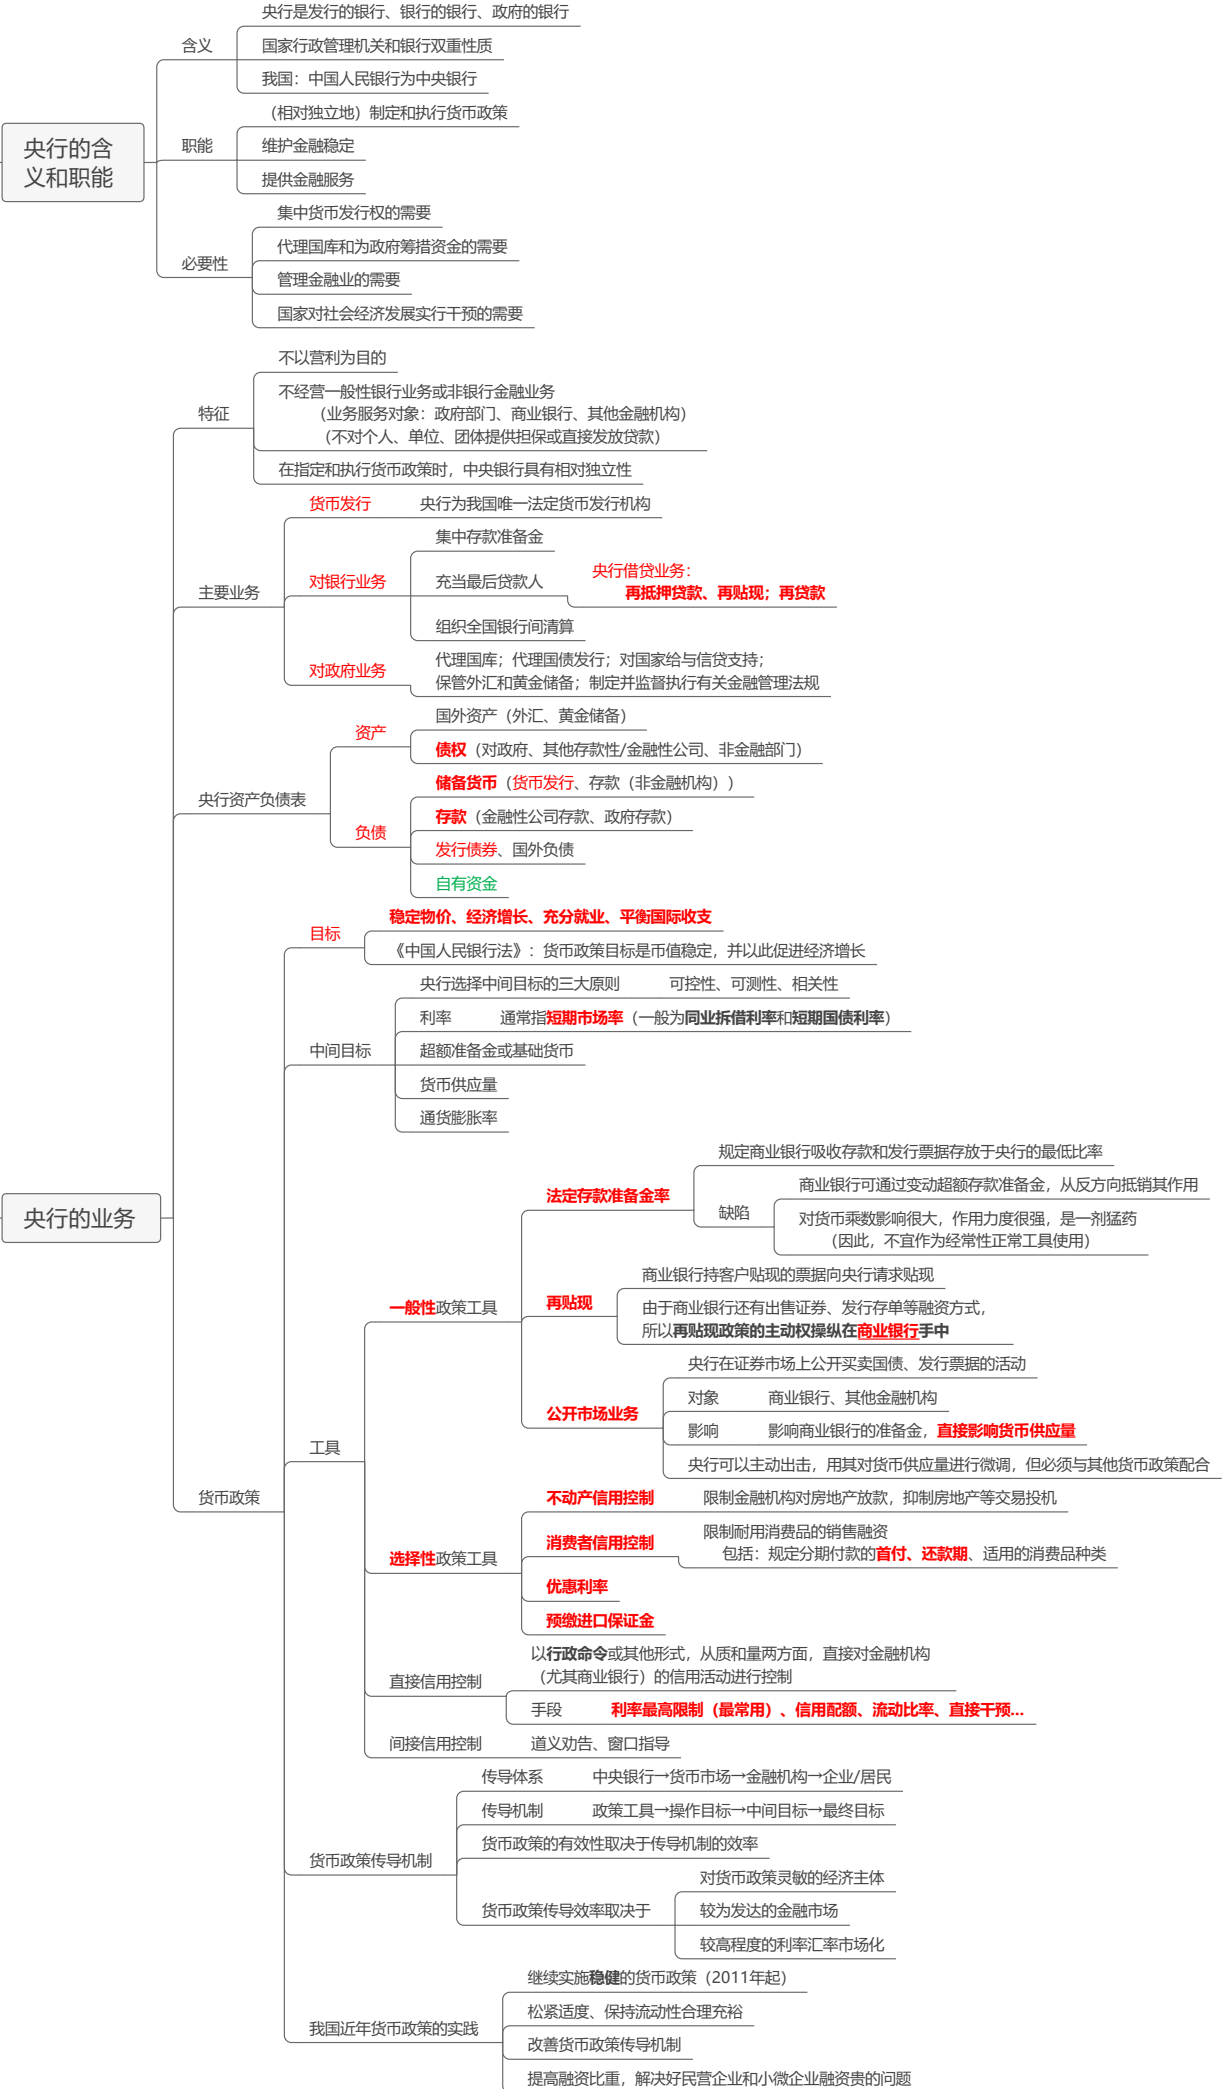 央行的含
义和职能
含义
央行是发行的银行、银行的银行、政府的银行
国家行政管理机关和银行双重性质
我国：中国人民银行为中央银行
职能
（相对独立地）制定和执行货币政策
维护金融稳定
提供金融服务
必要性
集中货币发行权的需要
代理国库和为政府筹措资金的需要
管理金融业的需要
国家对社会经济发展实行干预的需要
央行的业务
特征
不以营利为目的
不经营一般性银行业务或非银行金融业务
（业务服务对象：政府部门、商业银行、其他金融机构）
（不对个人、单位、团体提供担保或直接发放贷款）
在指定和执行货币政策时，中央银行具有相对独立性
主要业务
货币发行
央行为我国唯一法定货币发行机构
对银行业务
集中存款准备金
充当最后贷款人
央行借贷业务：
再抵押贷款、再贴现；再贷款
组织全国银行间清算
对政府业务
代理国库；代理国债发行；对国家给与信贷支持；
保管外汇和黄金储备；制定并监督执行有关金融管理法规
央行资产负债表
资产
国外资产（外汇、黄金储备）
债权（对政府、其他存款性/金融性公司、非金融部门）
负债
储备货币（货币发行、存款（非金融机构））
存款（金融性公司存款、政府存款）
发行债券、国外负债
自有资金
货币政策
目标
稳定物价、经济增长、充分就业、平衡国际收支
《中国人民银行法》：货币政策目标是币值稳定，并以此促进经济增长
中间目标
央行选择中间目标的三大原则
可控性、可测性、相关性
利率
通常指短期市场率（一般为同业拆借利率和短期国债利率）
超额准备金或基础货币
货币供应量
通货膨胀率
工具
一般性政策工具
法定存款准备金率
规定商业银行吸收存款和发行票据存放于央行的最低比率
缺陷
商业银行可通过变动超额存款准备金，从反方向抵销其作用
对货币乘数影响很大，作用力度很强，是一剂猛药
（因此，不宜作为经常性正常工具使用）
再贴现
商业银行持客户贴现的票据向央行请求贴现
由于商业银行还有出售证券、发行存单等融资方式，
所以再贴现政策的主动权操纵在商业银行手中
公开市场业务
央行在证券市场上公开买卖国债、发行票据的活动
对象
商业银行、其他金融机构
影响
影响商业银行的准备金，直接影响货币供应量
央行可以主动出击，用其对货币供应量进行微调，但必须与其他货币政策配合
选择性政策工具
不动产信用控制
限制金融机构对房地产放款，抑制房地产等交易投机
消费者信用控制
限制耐用消费品的销售融资
包括：规定分期付款的首付、还款期、适用的消费品种类
优惠利率
预缴进口保证金
直接信用控制
以行政命令或其他形式，从质和量两方面，直接对金融机构
（尤其商业银行）的信用活动进行控制
手段
利率最高限制（最常用）、信用配额、流动比率、直接干预...
间接信用控制
道义劝告、窗口指导
货币政策传导机制
传导体系
中央银行→货币市场→金融机构→企业/居民
传导机制
政策工具→操作目标→中间目标→最终目标
货币政策的有效性取决于传导机制的效率
货币政策传导效率取决于
对货币政策灵敏的经济主体
较为发达的金融市场
较高程度的利率汇率市场化
我国近年货币政策的实践
继续实施稳健的货币政策（2011年起）
松紧适度、保持流动性合理充裕
改善货币政策传导机制
提高融资比重，解决好民营企业和小微企业融资贵的问题